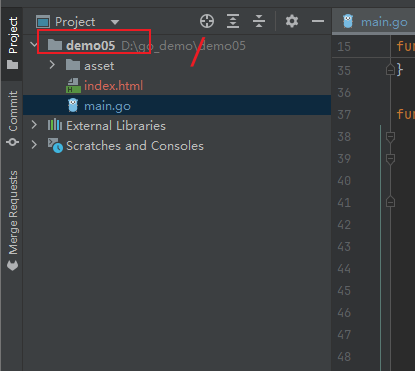 Project
Commit
Merge Requests
Project
main.go
demo05 D:\go_demo\demo05
asset
index.html
main.go
External Libraries
Scratches and Consoles
15 fun
35 }
36
37 fun
38
39
40
41
42
43
44
45
46
47
48